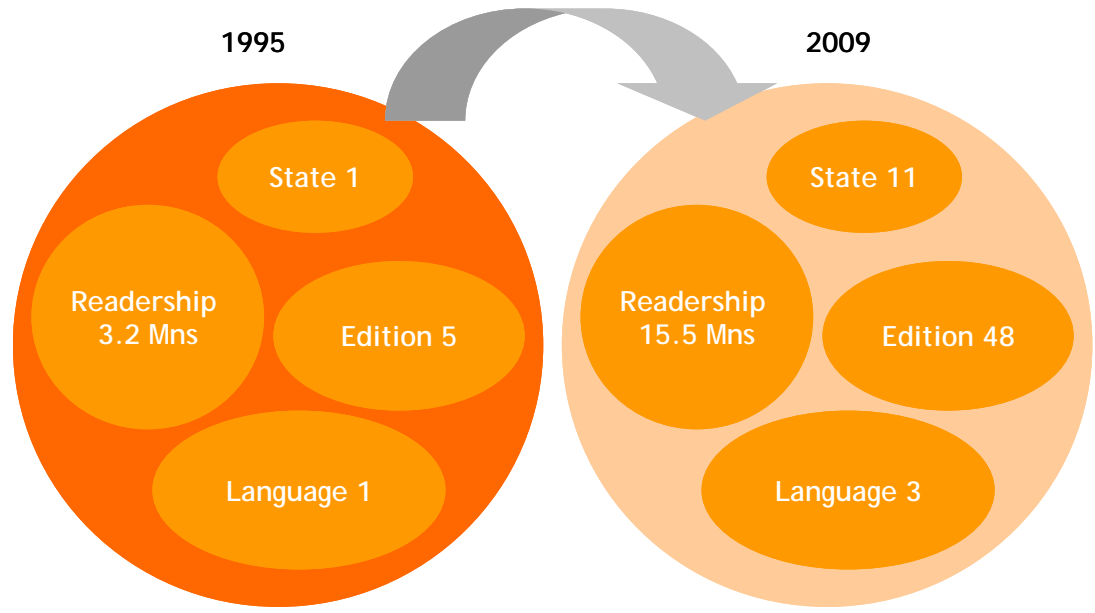 1995
State 1
Readership
3.2 Mns
Edition 5
Language 1
2009
State 11
Readership
15.5 Mns
Edition 48
Language 3